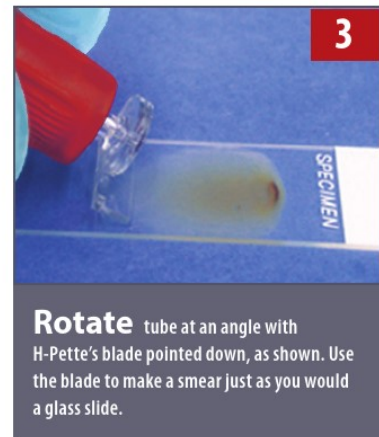 3
SPECIMEN
Rotate tube at an angle with
H-Pette's blade pointed down, as shown. Use
the blade to make a smear just as you would
a glass slide.